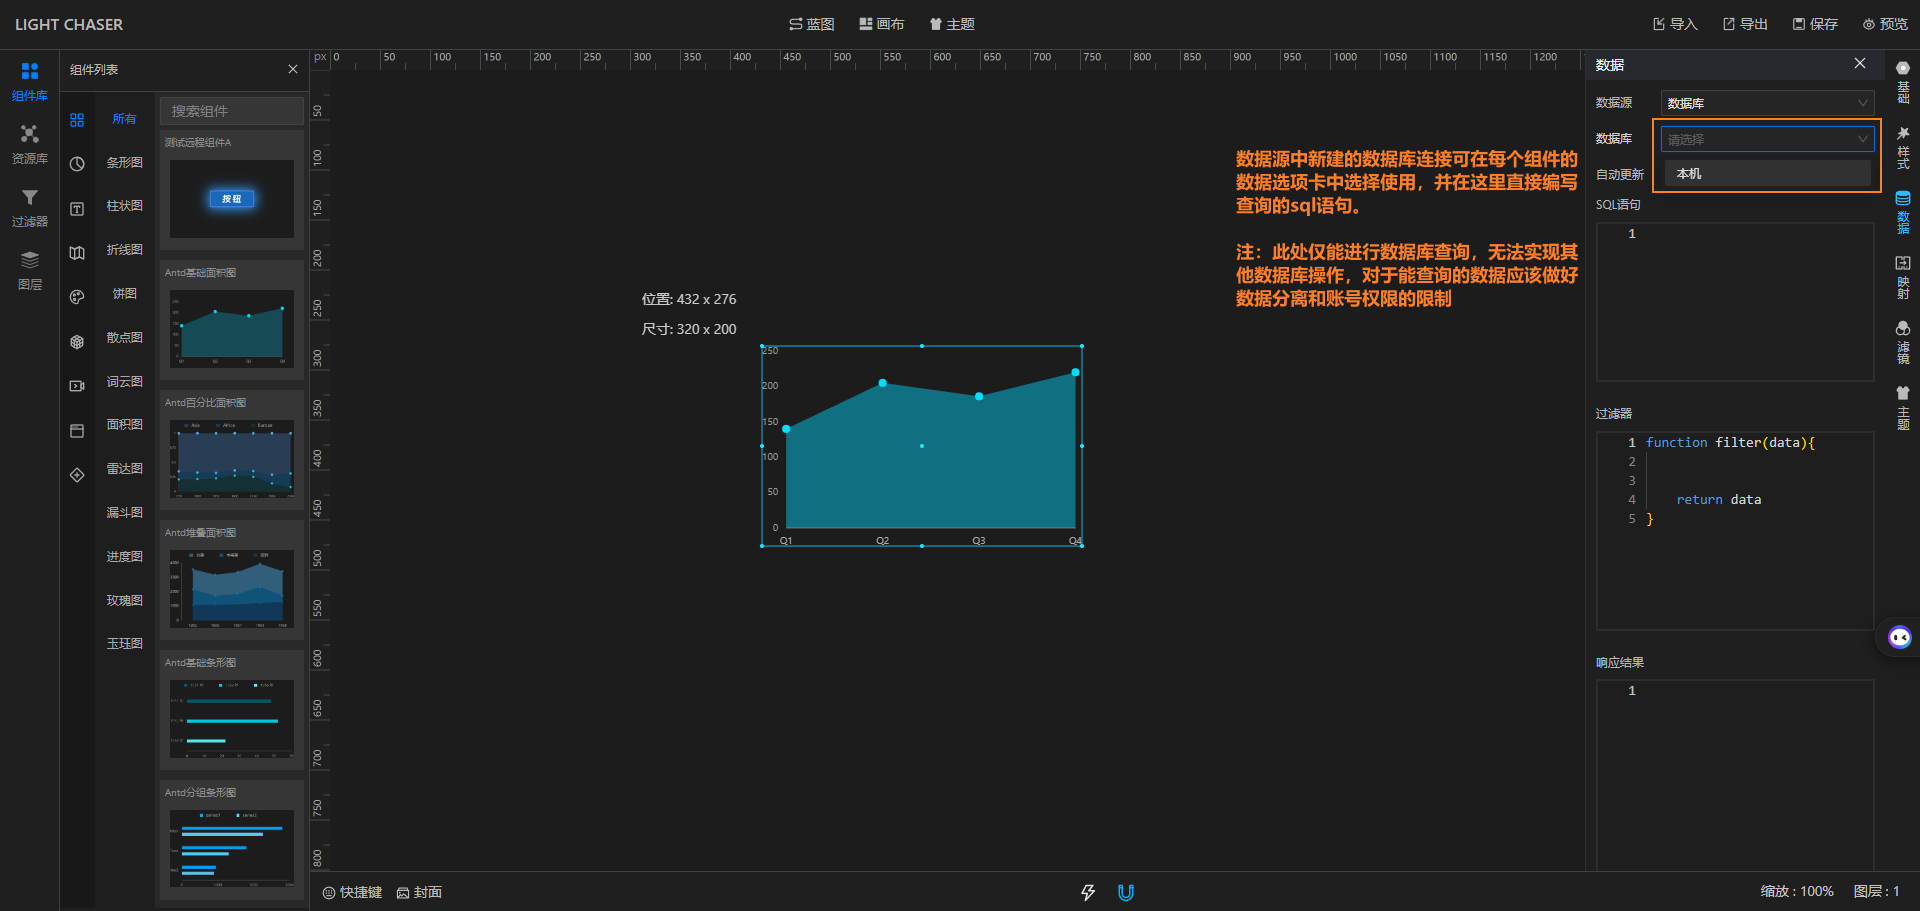 LIGHT CHASER
蓝图
画布
主题
导入
导出
保存
预览
组件库
资源库
过滤器
图层
组件列表
所有
条形图
柱状图
折线图
饼图
散点图
词云图
面积图
雷达图
漏斗图
进度图
玫瑰图
玉珏图
搜索组件
测试远程组件A
按钮
Antd基础面积图
Antd百分比面积图
Antd堆叠面积图
Antd基础条形图
Antd分组条形图
px 0 50 100 150 200 250 300 350 400 450 500 550 600 650 700 750 800 850 900 950 1000 1050 1100 1150 1200
50
100
150
200
250
300
350
400
450
500
550
600
650
700
750
800
位置: 432 x 276
尺寸: 320 x 200
250
200
150
100
50
0
Q1 Q2 Q3 Q4
数据源中新建的数据库连接可在每个组件的
数据选项卡中选择使用，并在这里直接编写
查询的sql语句。
注：此处仅能进行数据库查询，无法实现其
他数据库操作，对于能查询的数据应该做好
数据分离和账号权限的限制
数据
数据源
数据库
数据库
请选择
自动更新
本机
SQL语句
1
过滤器
1 function filter(data){
2
3
4 return data
5 }
响应结果
1
基础
样式
数据
映射
滤镜
主题
快捷键
封面
缩放 : 100%
图层 : 1